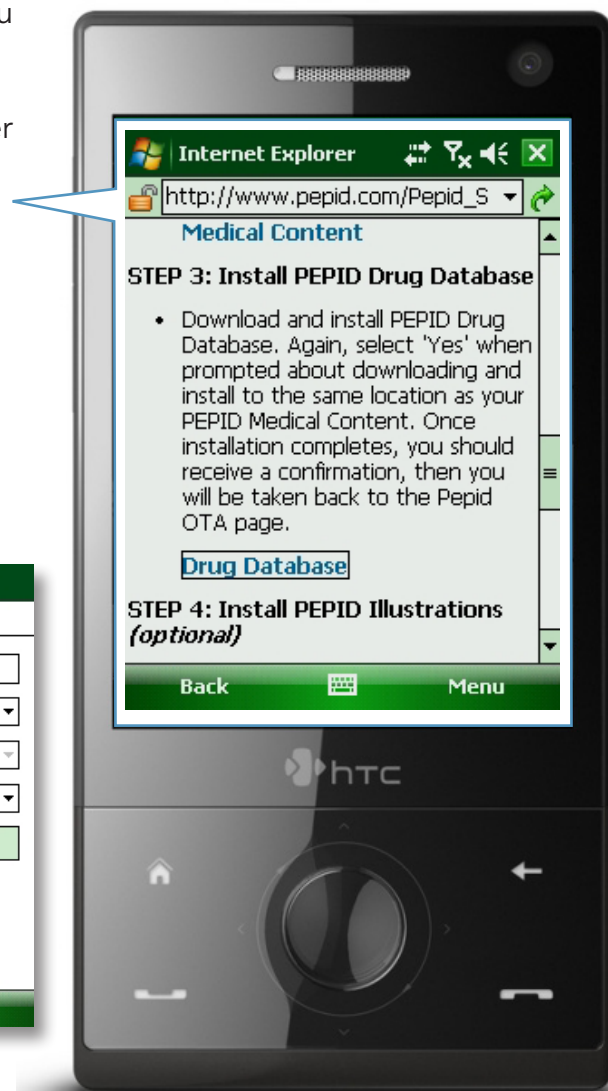 u
er
Internet Explorer
http://www.pepid.com/Pepid_S
Medical Content
STEP 3: Install PEPID Drug Database
• Download and install PEPID Drug
Database. Again, select 'Yes' when
prompted about downloading and
install to the same location as your
PEPID Medical Content. Once
installation completes, you should
receive a confirmation, then you
will be taken back to the Pepid
OTA page.
Drug Database
STEP 4: Install PEPID Illustrations
(optional)
Back
Menu
hTC